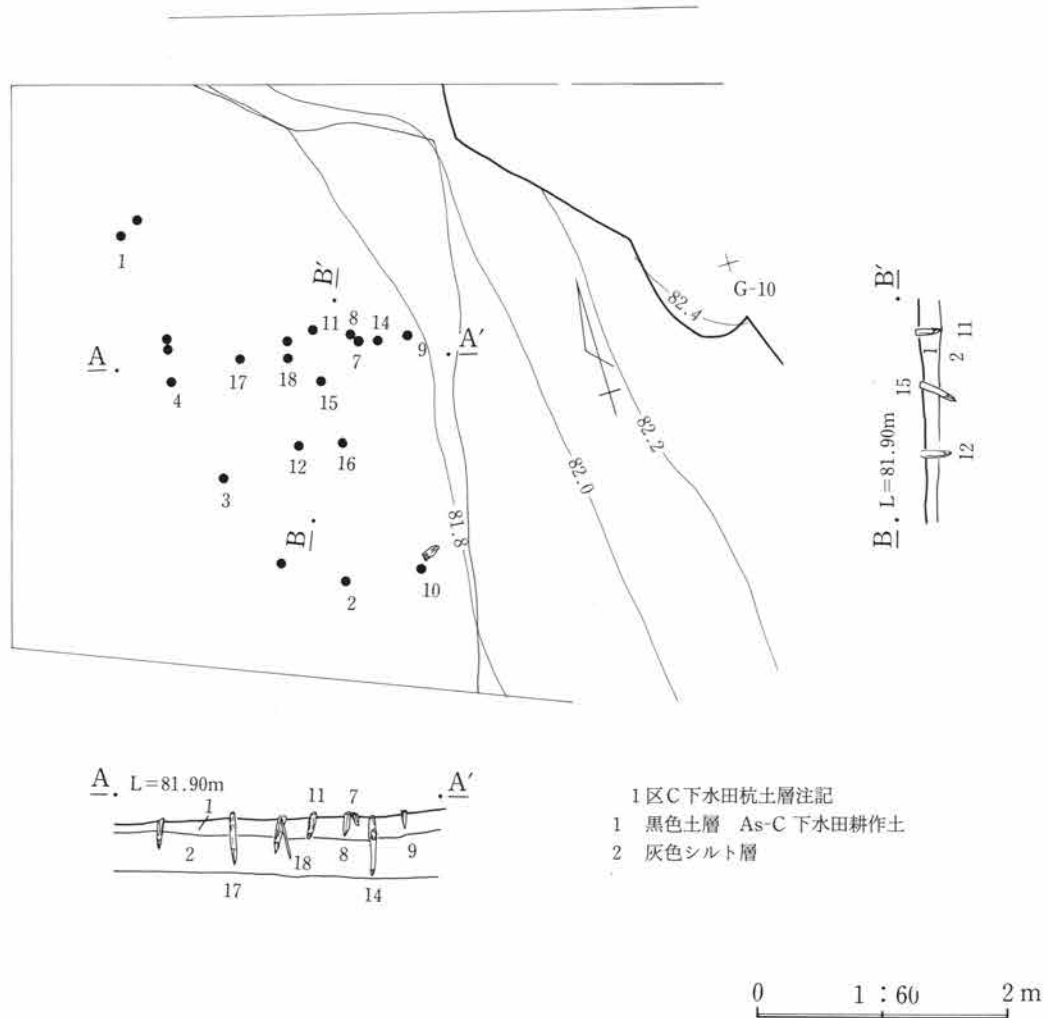 G-10
82.4
1
B′
11 8 14
A 7 9 A′
17 18
4 15 82.2
12 16 82.0
3
B 81.8
2 10
B′
1 2 11
15
12
B L=81.90m
A L=81.90m A′
1 11 7
2 18 8 9
17 14
1区C下水田杭土層注記
1 黒色土層 As-C 下水田耕作土
2 灰色シルト層
0 1:60 2m